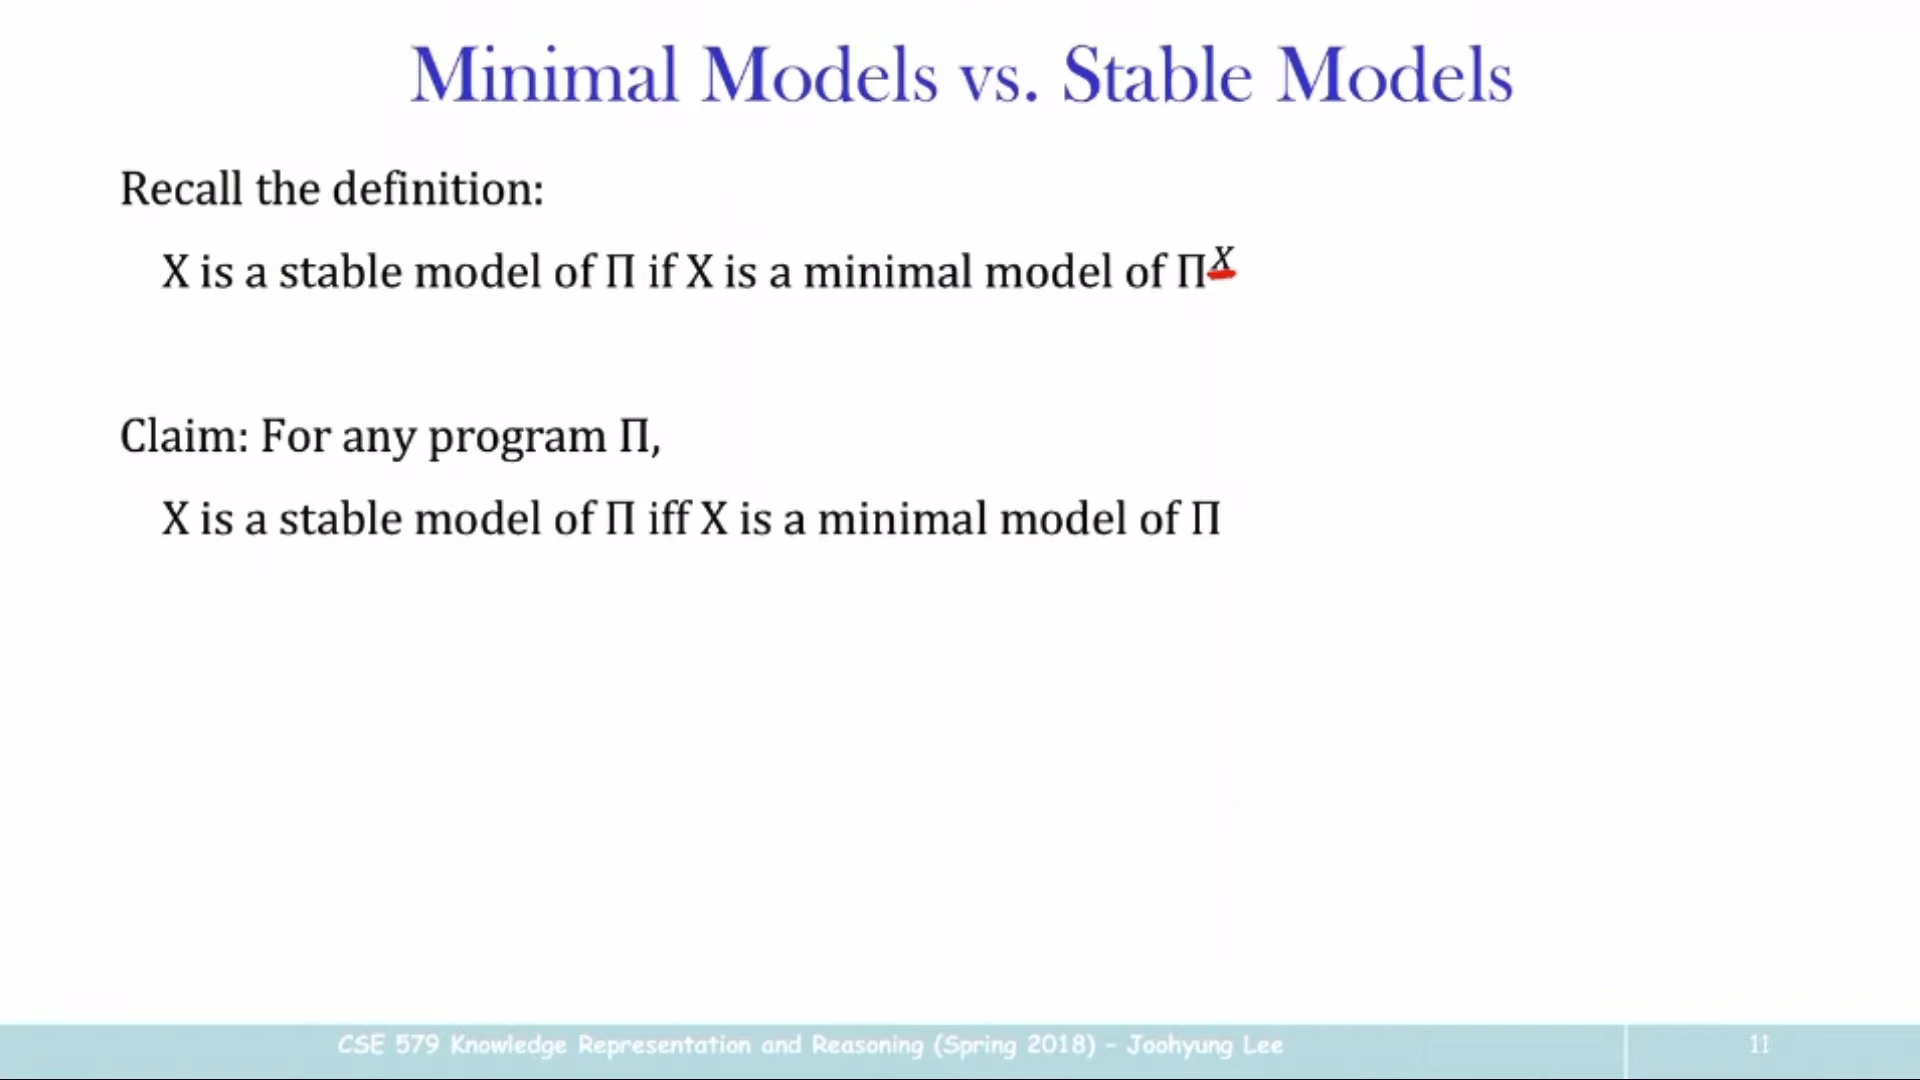 Minimal Models vs. Stable Models
Recall the definition:
X is a stable model of Π if X is a minimal model of Π^X
Claim: For any program Π,
X is a stable model of Π iff X is a minimal model of Π
CSE 579 Knowledge Representation and Reasoning (Spring 2018) - Joohyung Lee
11